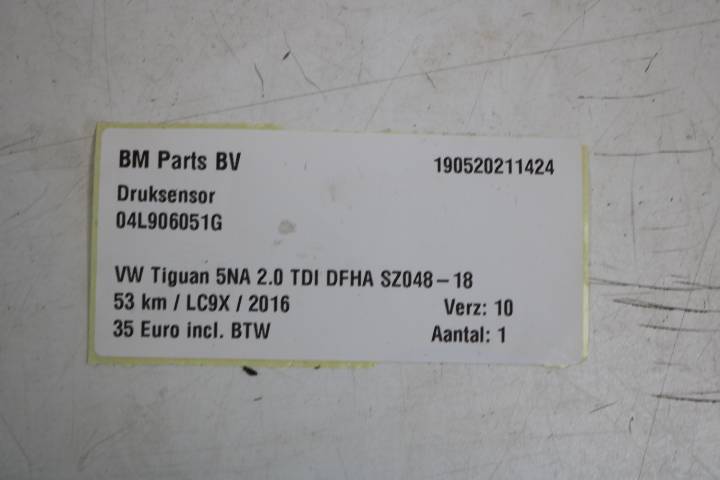 BM Parts BV 190520211424
Druksensor
04L906051G
VW Tiguan 5NA 2.0 TDI DFHA SZ048-18
53 km / LC9X / 2016 Verz: 10
35 Euro incl. BTW Aantal: 1